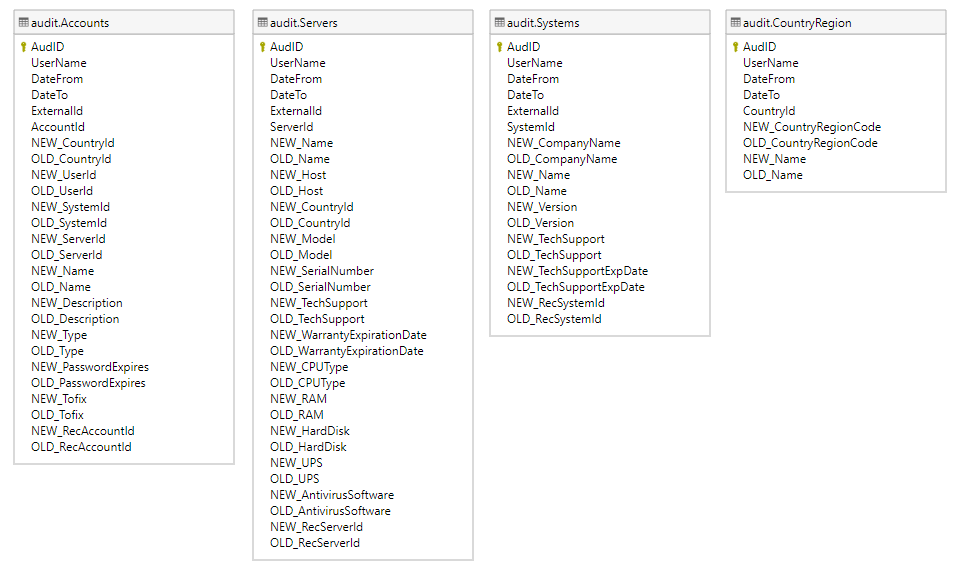 audit.Accounts
AudID
UserName
DateFrom
DateTo
ExternalId
AccountId
NEW_CountryId
OLD_CountryId
NEW_UserId
OLD_UserId
NEW_SystemId
OLD_SystemId
NEW_ServerId
OLD_ServerId
NEW_Name
OLD_Name
NEW_Description
OLD_Description
NEW_Type
OLD_Type
NEW_PasswordExpires
OLD_PasswordExpires
NEW_Tofix
OLD_Tofix
NEW_RecAccountId
OLD_RecAccountId
audit.Servers
AudID
UserName
DateFrom
DateTo
ExternalId
ServerId
NEW_Name
OLD_Name
NEW_Host
OLD_Host
NEW_CountryId
OLD_CountryId
NEW_Model
OLD_Model
NEW_SerialNumber
OLD_SerialNumber
NEW_TechSupport
OLD_TechSupport
NEW_WarrantyExpirationDate
OLD_WarrantyExpirationDate
NEW_CPUType
OLD_CPUType
NEW_RAM
OLD_RAM
NEW_HardDisk
OLD_HardDisk
NEW_UPS
OLD_UPS
NEW_AntivirusSoftware
OLD_AntivirusSoftware
NEW_RecServerId
OLD_RecServerId
audit.Systems
AudID
UserName
DateFrom
DateTo
ExternalId
SystemId
NEW_CompanyName
OLD_CompanyName
NEW_Name
OLD_Name
NEW_Version
OLD_Version
NEW_TechSupport
OLD_TechSupport
NEW_TechSupportExpDate
OLD_TechSupportExpDate
NEW_RecSystemId
OLD_RecSystemId
audit.CountryRegion
AudID
UserName
DateFrom
DateTo
CountryId
NEW_CountryRegionCode
OLD_CountryRegionCode
NEW_Name
OLD_Name